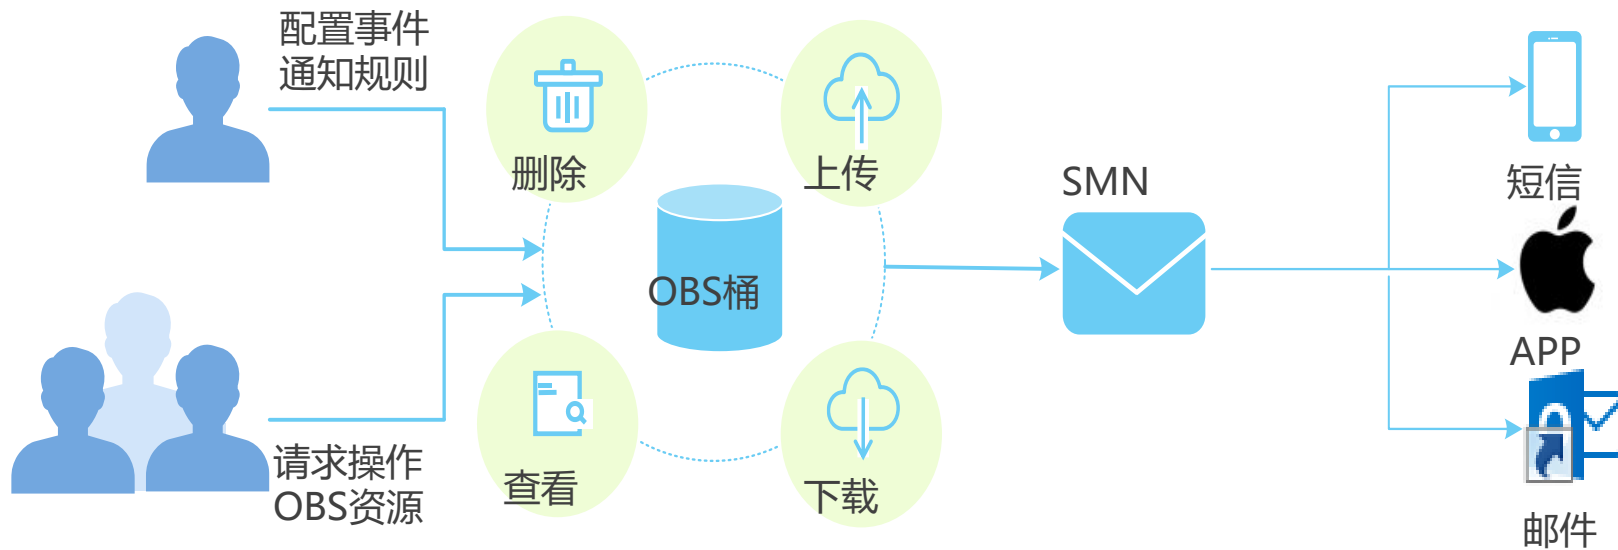 配置事件
通知规则
删除
上传
SMN
短信
OBS桶
APP
请求操作
OBS资源
查看
下载
邮件